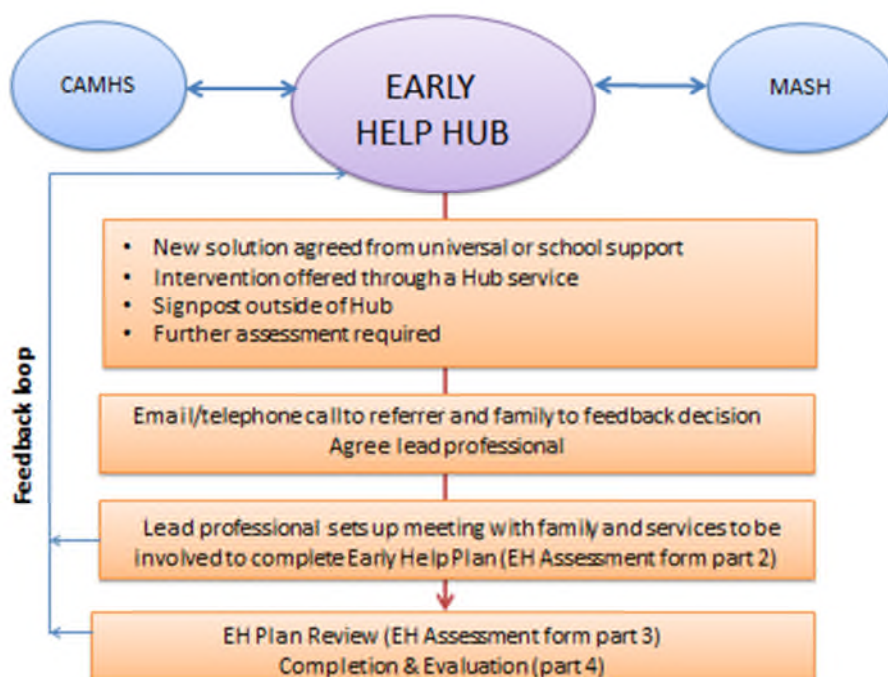 CAMHS
EARLY
HELP HUB
MASH
• New solution agreed from universal or school support
• Intervention offered through a Hub service
• Signpost outside of Hub
• Further assessment required
Email/telephone call to referrer and family to feedback decision
Agree lead professional
Lead professional sets up meeting with family and services to be
involved to complete Early Help Plan (EH Assessment form part 2)
EH Plan Review (EH Assessment form part 3)
Completion & Evaluation (part 4)
Feedback loop